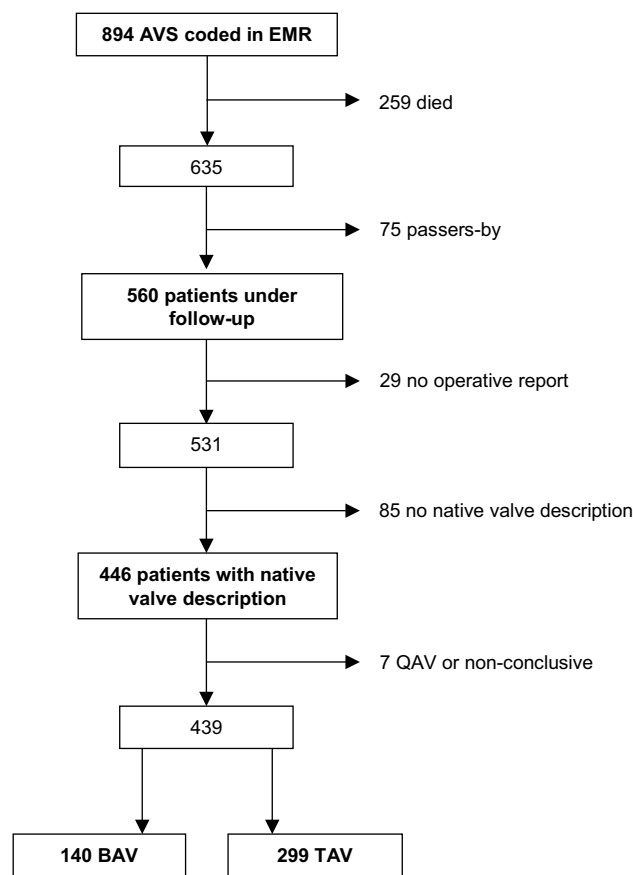 894 AVS coded in EMR
259 died
635
75 passers-by
560 patients under
follow-up
29 no operative report
531
85 no native valve description
446 patients with native
valve description
7 QAV or non-conclusive
439
140 BAV
299 TAV